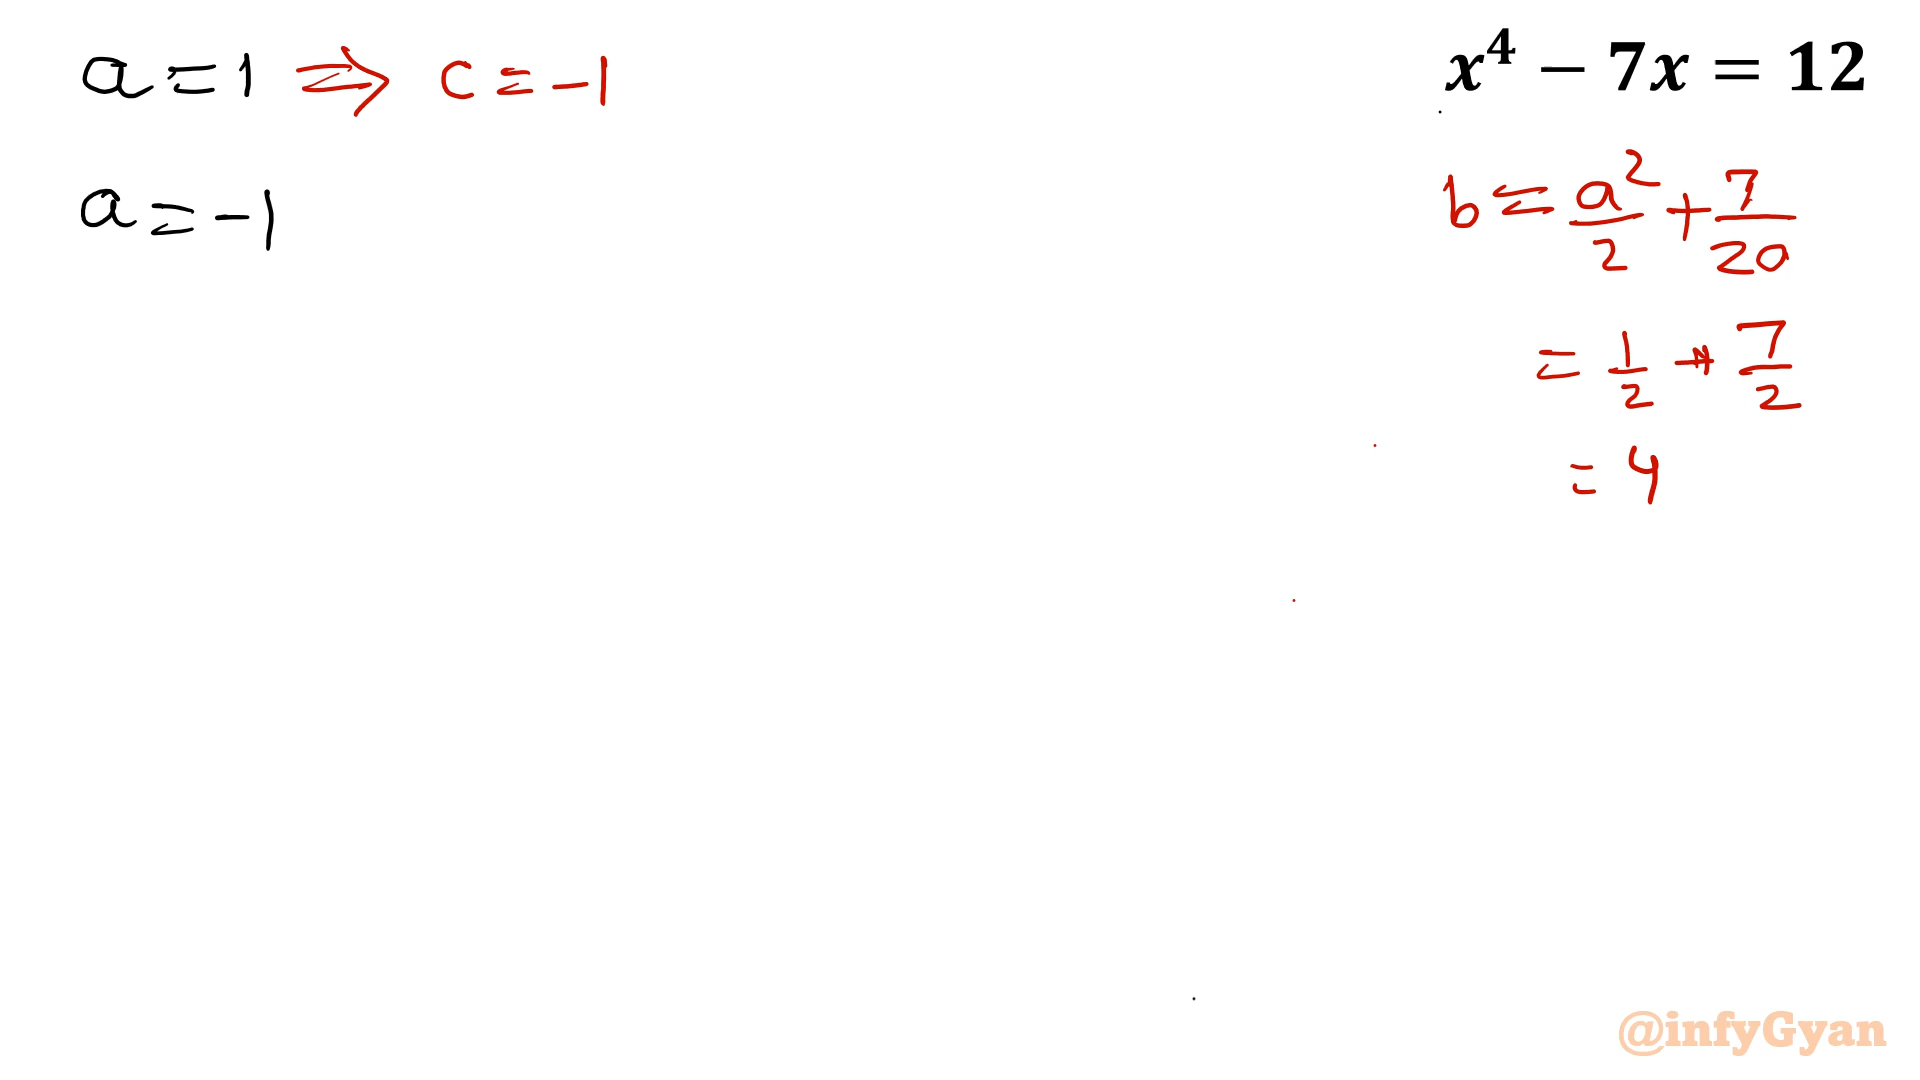 a = 1 ⇒ c = -1
a = -1
x⁴ − 7x = 12
b = a²/2 + 7/2a
= 1/2 + 7/2
= 4
@infyGyan